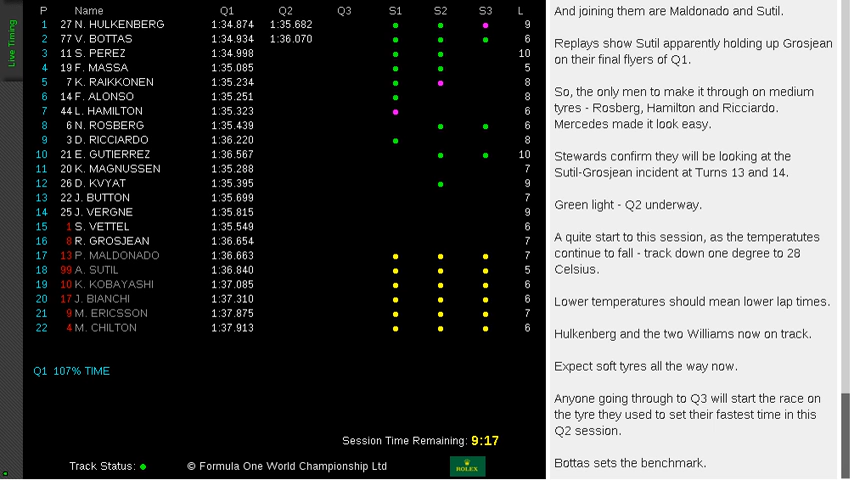 Live Timing
P Name Q1 Q2 Q3 S1 S2 S3 L
1 27 N. HULKENBERG 1:34.874 1:35.682 9
2 77 V. BOTTAS 1:34.934 1:36.070 6
3 11 S. PEREZ 1:34.998 10
4 19 F. MASSA 1:35.085 5
5 7 K. RAIKKONEN 1:35.234 8
6 14 F. ALONSO 1:35.251 8
7 44 L. HAMILTON 1:35.323 6
8 6 N. ROSBERG 1:35.439 6
9 3 D. RICCIARDO 1:36.220 8
10 21 E. GUTIERREZ 1:36.567 10
11 20 K. MAGNUSSEN 1:35.288 7
12 26 D. KVYAT 1:35.395 9
13 22 J. BUTTON 1:35.699 7
14 25 J. VERGNE 1:35.815 9
15 1 S. VETTEL 1:35.549 6
16 8 R. GROSJEAN 1:36.654 7
17 13 P. MALDONADO 1:36.663 7
18 99 A. SUTIL 1:36.840 5
19 10 K. KOBAYASHI 1:37.085 6
20 17 J. BIANCHI 1:37.310 6
21 9 M. ERICSSON 1:37.875 7
22 4 M. CHILTON 1:37.913 6
Q1 107% TIME
Session Time Remaining: 9:17
Track Status:
© Formula One World Championship Ltd
ROLEX
And joining them are Maldonado and Sutil.
Replays show Sutil apparently holding up Grosjean
on their final flyers of Q1.
So, the only men to make it through on medium
tyres - Rosberg, Hamilton and Ricciardo.
Mercedes made it look easy.
Stewards confirm they will be looking at the
Sutil-Grosjean incident at Turns 13 and 14.
Green light - Q2 underway.
A quite start to this session, as the temperatutes
continue to fall - track down one degree to 28
Celsius.
Lower temperatures should mean lower lap times.
Hulkenberg and the two Williams now on track.
Expect soft tyres all the way now.
Anyone going through to Q3 will start the race on
the tyre they used to set their fastest time in this
Q2 session.
Bottas sets the benchmark.